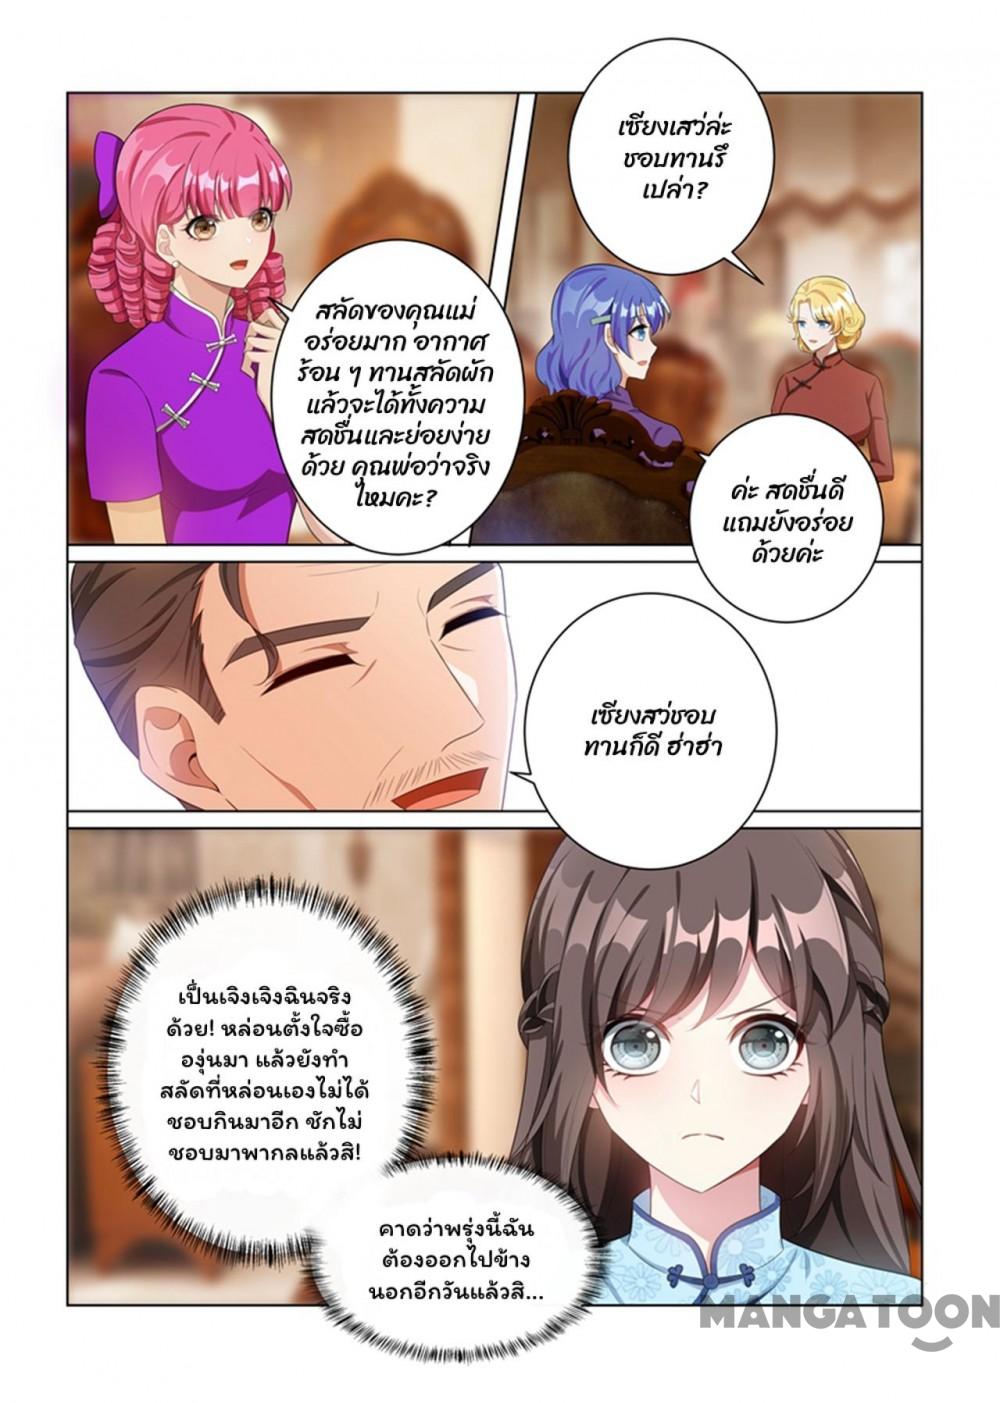 สลัดของคุณแม่
อร่อยมาก อากาศ
ร้อน ๆ ทานสลัดผัก
แล้วจะได้ทั้งความ
สดชื่นและย่อยง่าย
ด้วย คุณพ่อว่าจริง
ไหมคะ?
เซียงเสว่ล่ะ
ชอบทานรึ
เปล่า?
ค่ะ สดชื่นดี
แถมยังอร่อย
ด้วยค่ะ
เซียงสว่ชอบ
ทานก็ดี ฮ่าฮ่า
เป็นเจิงเจิงฉินจริง
ด้วย! หล่อนตั้งใจซื้อ
องุ่นมา แล้วยังทำ
สลัดที่หล่อนเองไม่ได้
ชอบกินมาอีก ชักไม่
ชอบมาพากลแล้วสิ!
คาดว่าพรุ่งนี้ฉัน
ต้องออกไปข้าง
นอกอีกวันแล้วสิ...
MANGATOON